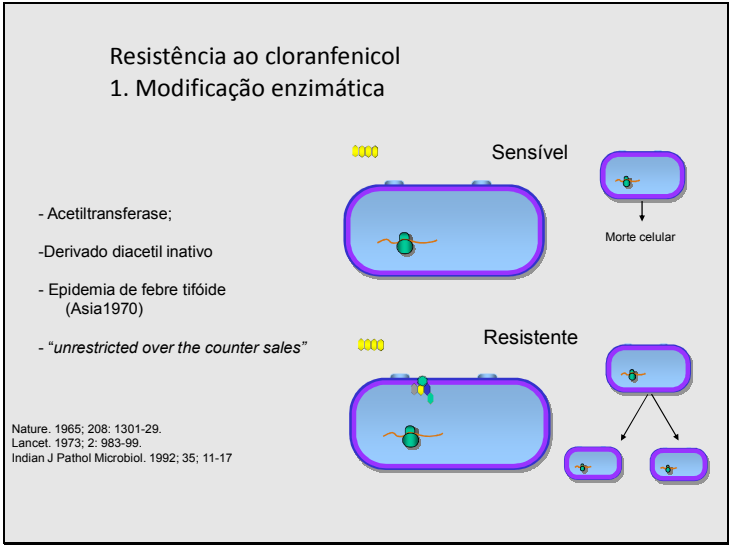 Resistência ao cloranfenicol
1. Modificação enzimática
Sensível
Morte celular
- Acetiltransferase;
-Derivado diacetil inativo
- Epidemia de febre tifóide
(Asia1970)
- “unrestricted over the counter sales”
Resistente
Nature. 1965; 208: 1301-29.
Lancet. 1973; 2: 983-99.
Indian J Pathol Microbiol. 1992; 35; 11-17